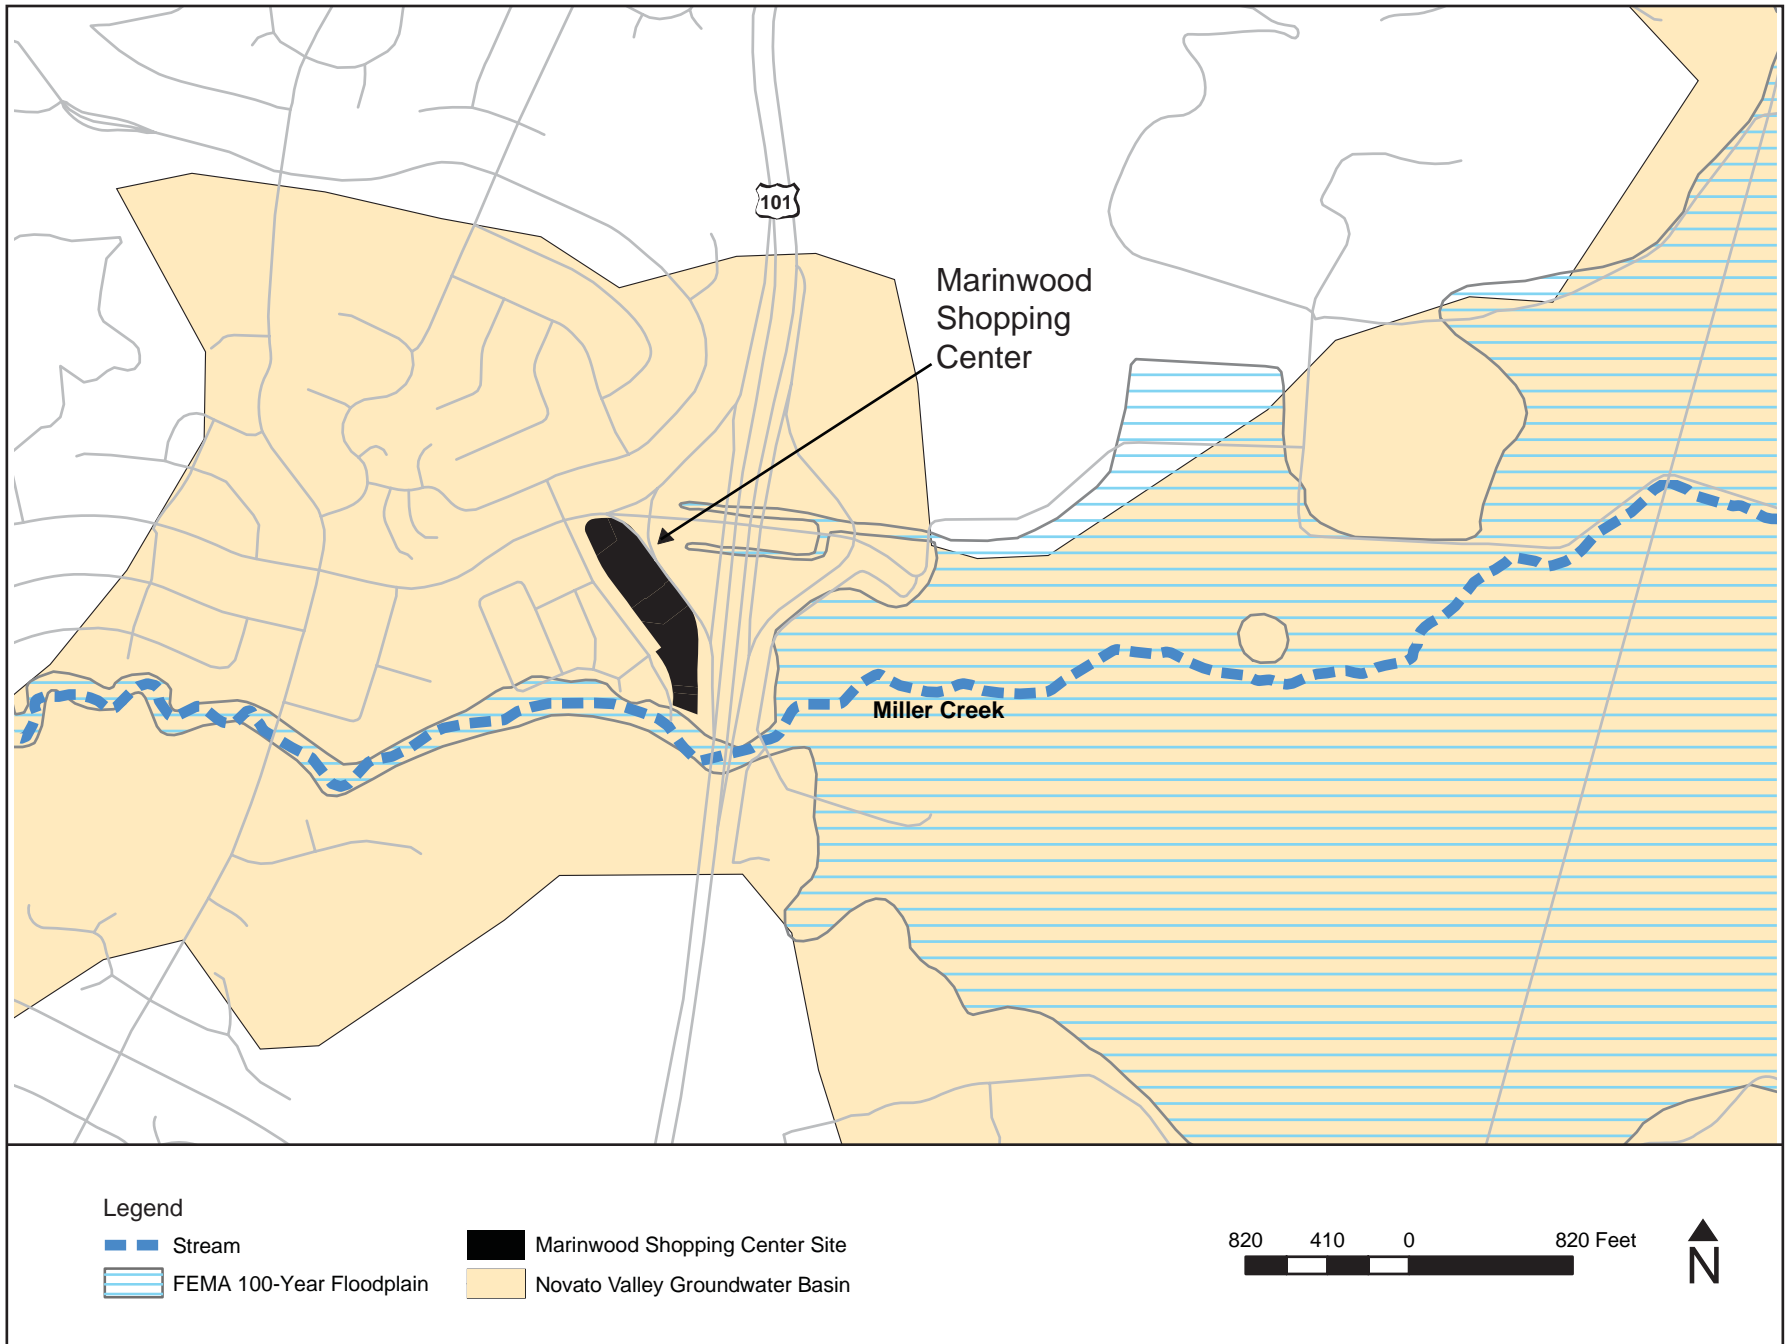 101
Marinwood
Shopping
Center
Miller Creek
Legend
Stream
Marinwood Shopping Center Site
FEMA 100-Year Floodplain
Novato Valley Groundwater Basin
820 410 0 820 Feet
N